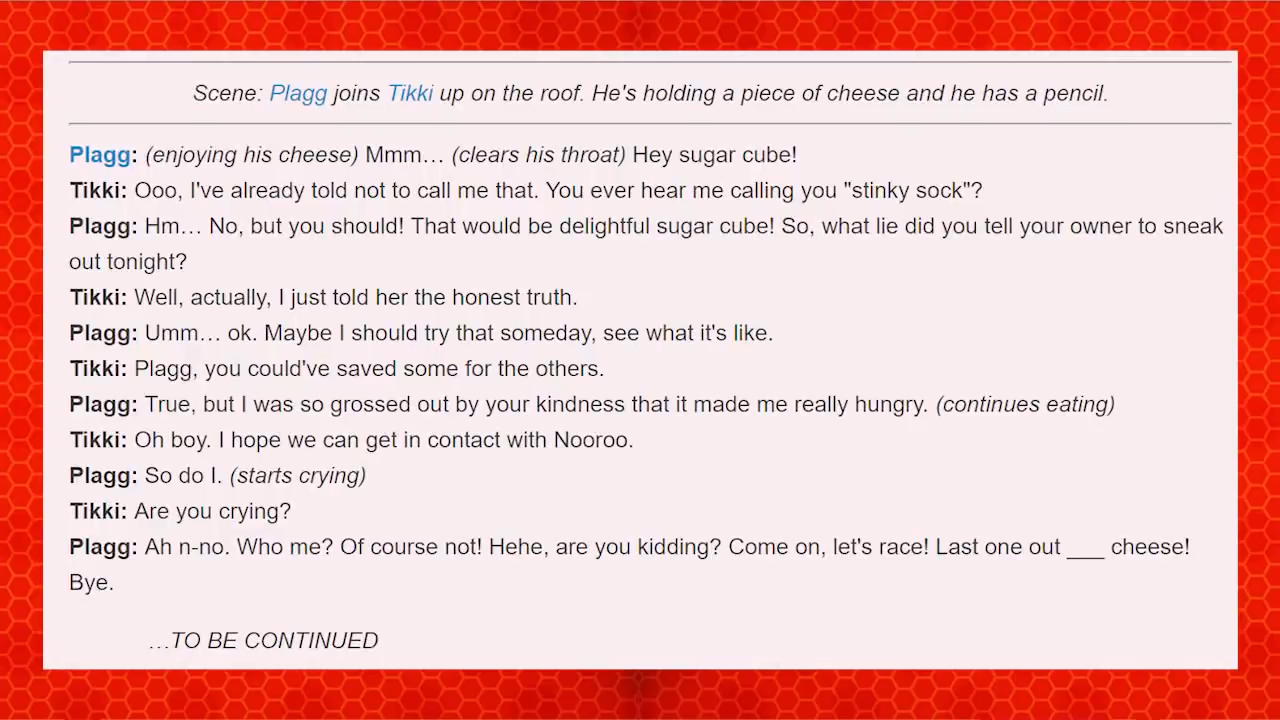 Scene: Plagg joins Tikki up on the roof. He's holding a piece of cheese and he has a pencil.
Plagg: (enjoying his cheese) Mmm… (clears his throat) Hey sugar cube!
Tikki: Ooo, I've already told not to call me that. You ever hear me calling you "stinky sock"?
Plagg: Hm… No, but you should! That would be delightful sugar cube! So, what lie did you tell your owner to sneak
out tonight?
Tikki: Well, actually, I just told her the honest truth.
Plagg: Umm… ok. Maybe I should try that someday, see what it's like.
Tikki: Plagg, you could've saved some for the others.
Plagg: True, but I was so grossed out by your kindness that it made me really hungry. (continues eating)
Tikki: Oh boy. I hope we can get in contact with Nooroo.
Plagg: So do I. (starts crying)
Tikki: Are you crying?
Plagg: Ah n-no. Who me? Of course not! Hehe, are you kidding? Come on, let's race! Last one out ___ cheese!
Bye.
…TO BE CONTINUED